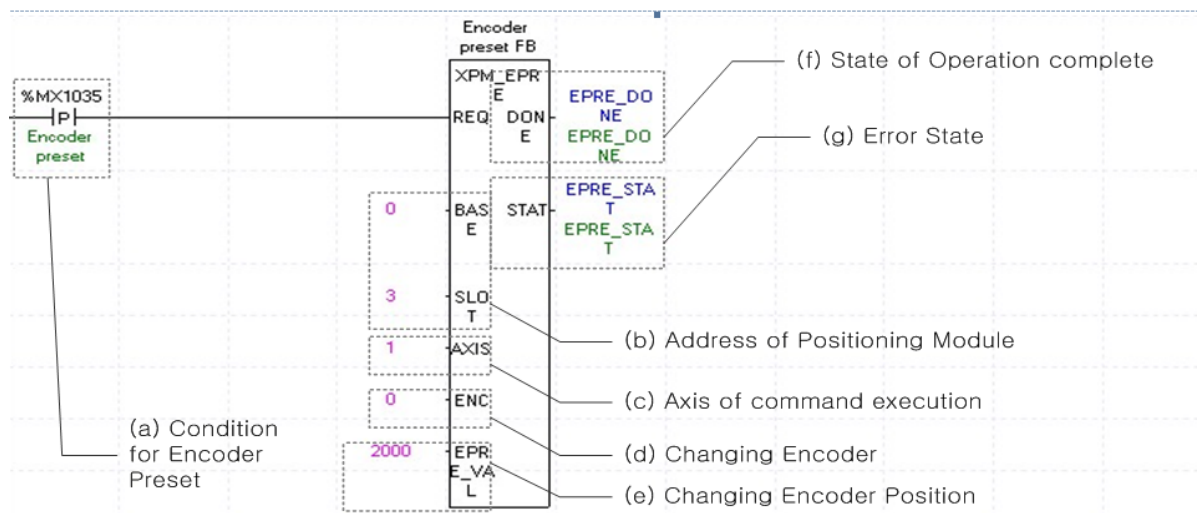 Encoder
preset FB
XPM_EPR
E
(f) State of Operation complete
%MX1035
P
Encoder
preset
REQ
DON
E
EPRE_DO
NE
EPRE_DO
NE
(g) Error State
0
BAS
E
STAT
EPRE_STA
T
EPRE_STA
T
3
SLO
T
(b) Address of Positioning Module
1
AXIS
(c) Axis of command execution
0
ENC
(d) Changing Encoder
2000
EPR
E_VA
L
(e) Changing Encoder Position
(a) Condition
for Encoder
Preset